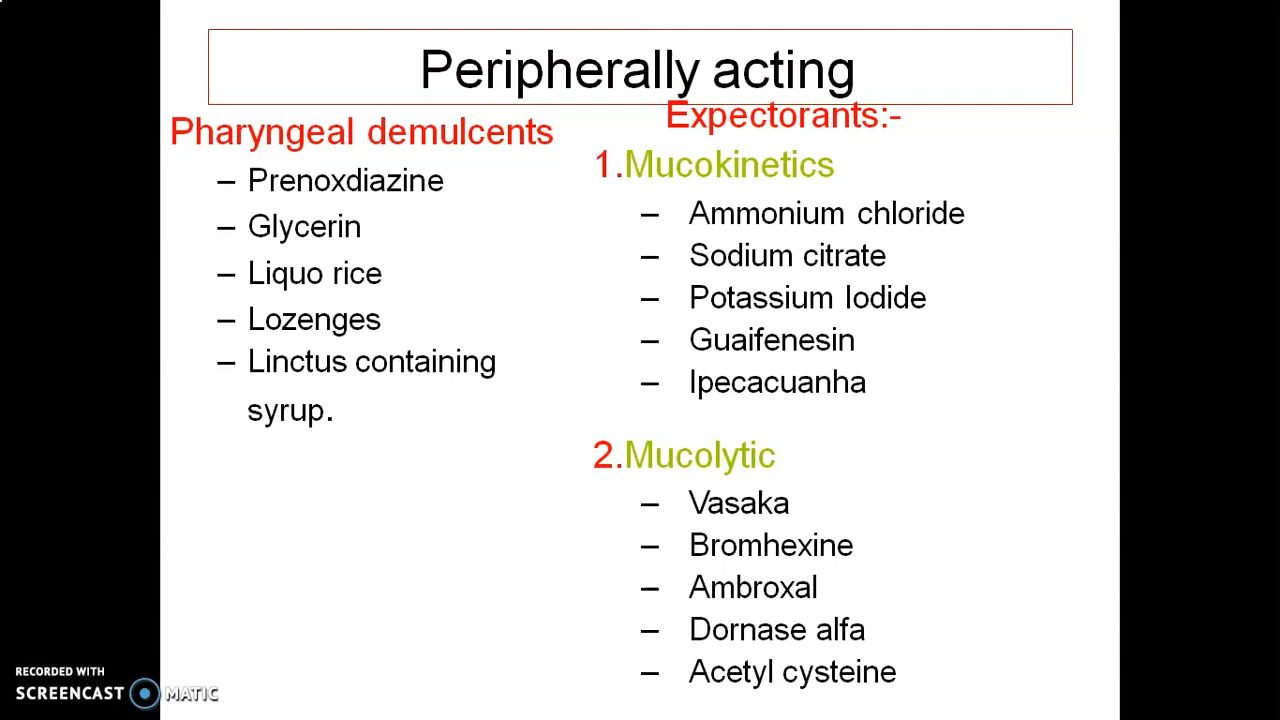 Peripherally acting
Pharyngeal demulcents
– Prenoxdiazine
– Glycerin
– Liquo rice
– Lozenges
– Linctus containing
syrup.
Expectorants:-
1.Mucokinetics
– Ammonium chloride
– Sodium citrate
– Potassium Iodide
– Guaifenesin
– Ipecacuanha
2.Mucolytic
– Vasaka
– Bromhexine
– Ambroxal
– Dornase alfa
– Acetyl cysteine
RECORDED WITH
SCREENCAST MATIC